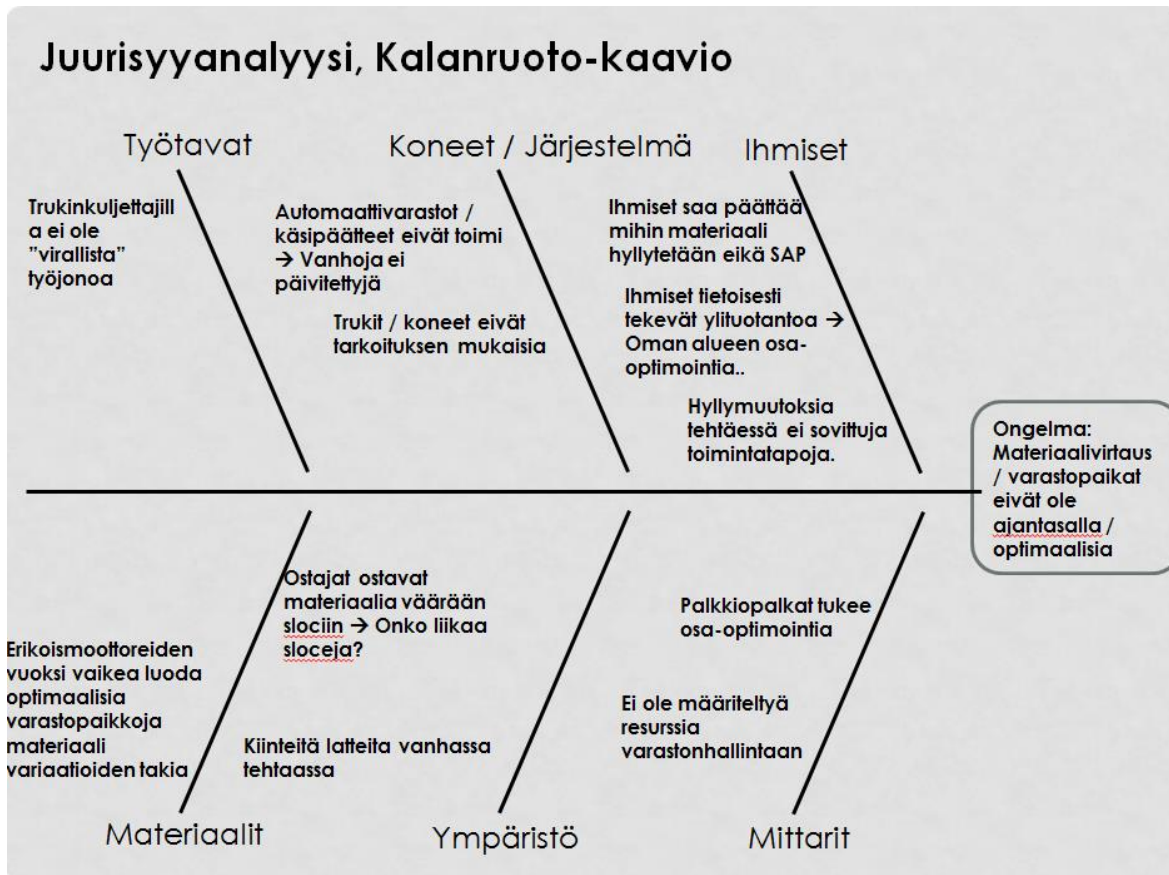 Juurisyyanalyysi, Kalanruoto-kaavio
Työtavat
Koneet / Järjestelmä
Ihmiset
Trukinkuljettajill
a ei ole
”virallista”
työjonoa
Automaattivarastot /
käsipäätteet eivät toimi
→ Vanhoja ei
päivitettyjä
Trukit / koneet eivät
tarkoituksen mukaisia
Ihmiset saa päättää
mihin materiaali
hyllytetään eikä SAP
Ihmiset tietoisesti
tekevät ylituotantoa →
Oman alueen osa-
optimointia..
Hyllymuutoksia
tehtäessä ei sovittuja
toimintatapoja.
Ongelma:
Materiaalivirtaus
/ varastopaikat
eivät ole
ajantasalla /
optimaalisia
Erikoismoottoreiden
vuoksi vaikea luoda
optimaalisia
varastopaikkoja
materiaali
variaatioiden takia
Ostajat ostavat
materiaalia väärään
slociin → Onko liikaa
sloceja?
Kiinteitä latteita vanhassa
tehtaassa
Palkkiopalkat tukee
osa-optimointia
Ei ole määriteltyä
resurssia
varastonhallintaan
Materiaalit
Ympäristö
Mittarit